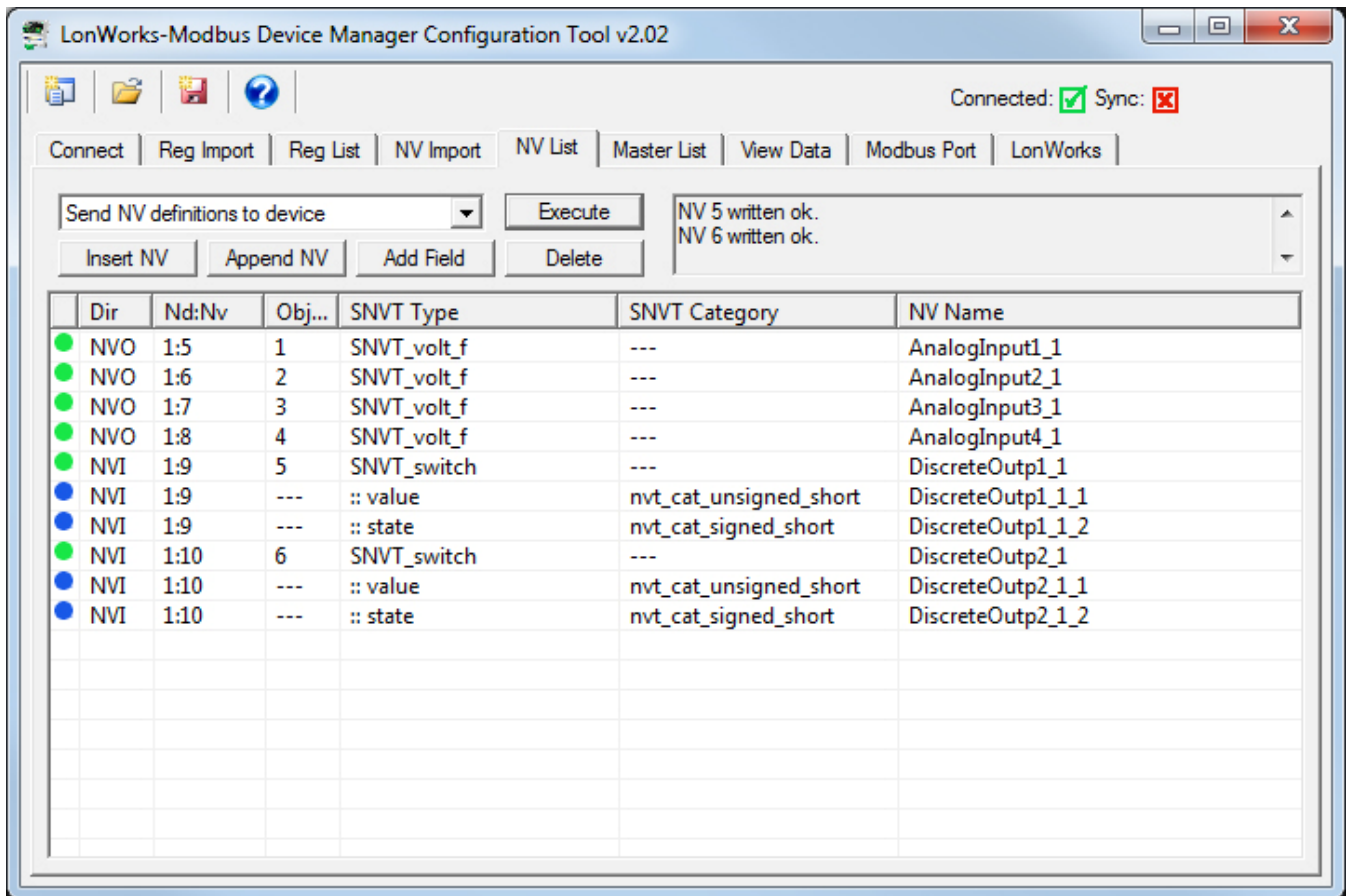 LonWorks-Modbus Device Manager Configuration Tool v2.02
Connected: Sync:
Connect Reg Import Reg List NV Import NV List Master List View Data Modbus Port LonWorks
Send NV definitions to device Execute NV 5 written ok.
NV 6 written ok.
Insert NV Append NV Add Field Delete
Dir Nd:Nv Obj... SNVT Type SNVT Category NV Name
NVO 1:5 1 SNVT_volt_f --- AnalogInput1_1
NVO 1:6 2 SNVT_volt_f --- AnalogInput2_1
NVO 1:7 3 SNVT_volt_f --- AnalogInput3_1
NVO 1:8 4 SNVT_volt_f --- AnalogInput4_1
NVI 1:9 5 SNVT_switch --- DiscreteOutp1_1
NVI 1:9 --- :: value nvt_cat_unsigned_short DiscreteOutp1_1_1
NVI 1:9 --- :: state nvt_cat_signed_short DiscreteOutp1_1_2
NVI 1:10 6 SNVT_switch --- DiscreteOutp2_1
NVI 1:10 --- :: value nvt_cat_unsigned_short DiscreteOutp2_1_1
NVI 1:10 --- :: state nvt_cat_signed_short DiscreteOutp2_1_2